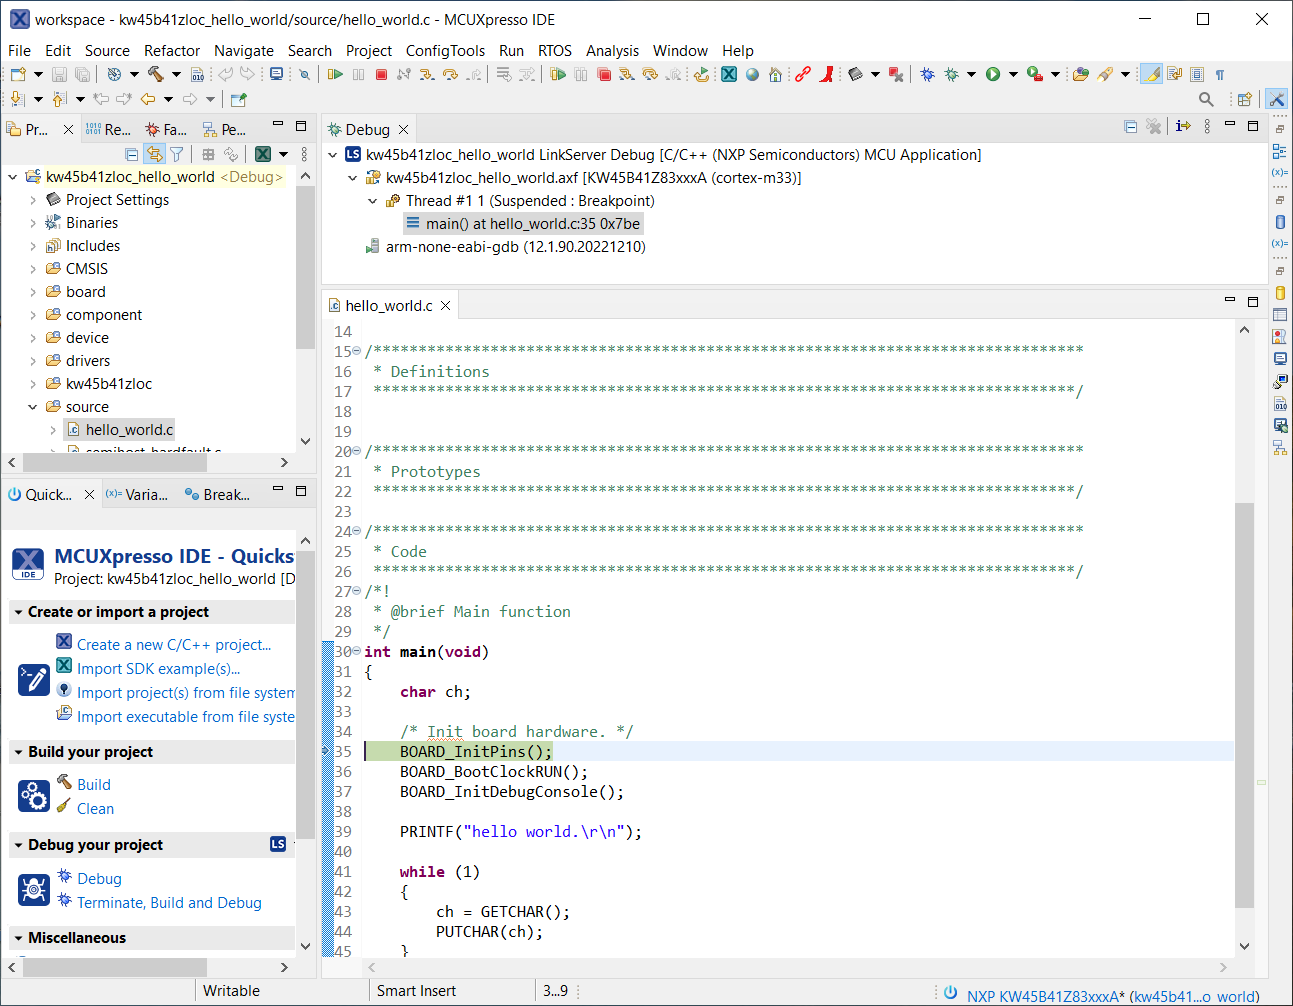 workspace - kw45b41zloc_hello_world/source/hello_world.c - MCUXpresso IDE
File Edit Source Refactor Navigate Search Project ConfigTools Run RTOS Analysis Window Help
Pr... Re... Fa... Pe...
kw45b41zloc_hello_world <Debug>
Project Settings
Binaries
Includes
CMSIS
board
component
device
drivers
kw45b41zloc
source
hello_world.c
Debug
LS kw45b41zloc_hello_world LinkServer Debug [C/C++ (NXP Semiconductors) MCU Application]
kw45b41zloc_hello_world.axf [KW45B41Z83xxxA (cortex-m33)]
Thread #1 1 (Suspended : Breakpoint)
main() at hello_world.c:35 0x7be
arm-none-eabi-gdb (12.1.90.20221210)
Quick... (x)= Varia... Break...
MCUXpresso IDE - Quicks
IDE
Project: kw45b41zloc_hello_world [D
Create or import a project
Create a new C/C++ project...
Import SDK example(s)...
Import project(s) from file system
Import executable from file syste
Build your project
Build
Clean
Debug your project LS
Debug
Terminate, Build and Debug
Miscellaneous
hello_world.c
14
15 /*******************************************************************************
16 * Definitions
17 ******************************************************************************/
18
19
20 /*******************************************************************************
21 * Prototypes
22 ******************************************************************************/
23
24 /*******************************************************************************
25 * Code
26 ******************************************************************************/
27 /*!
28 * @brief Main function
29 */
30 int main(void)
31 {
32 char ch;
33
34 /* Init board hardware. */
35 BOARD_InitPins();
36 BOARD_BootClockRUN();
37 BOARD_InitDebugConsole();
38
39 PRINTF("hello world.\r\n");
40
41 while (1)
42 {
43 ch = GETCHAR();
44 PUTCHAR(ch);
45 }
Writable Smart Insert 3...9 NXP KW45B41Z83xxxA* (kw45b41...o world)